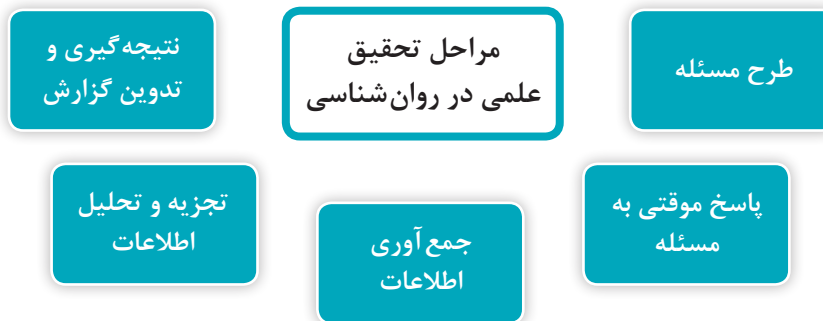 مراحل تحقیق
علمی در روان‌شناسی
طرح مسئله
پاسخ موقتی به
مسئله
جمع‌آوری
اطلاعات
تجزیه و تحلیل
اطلاعات
نتیجه‌گیری و
تدوین گزارش